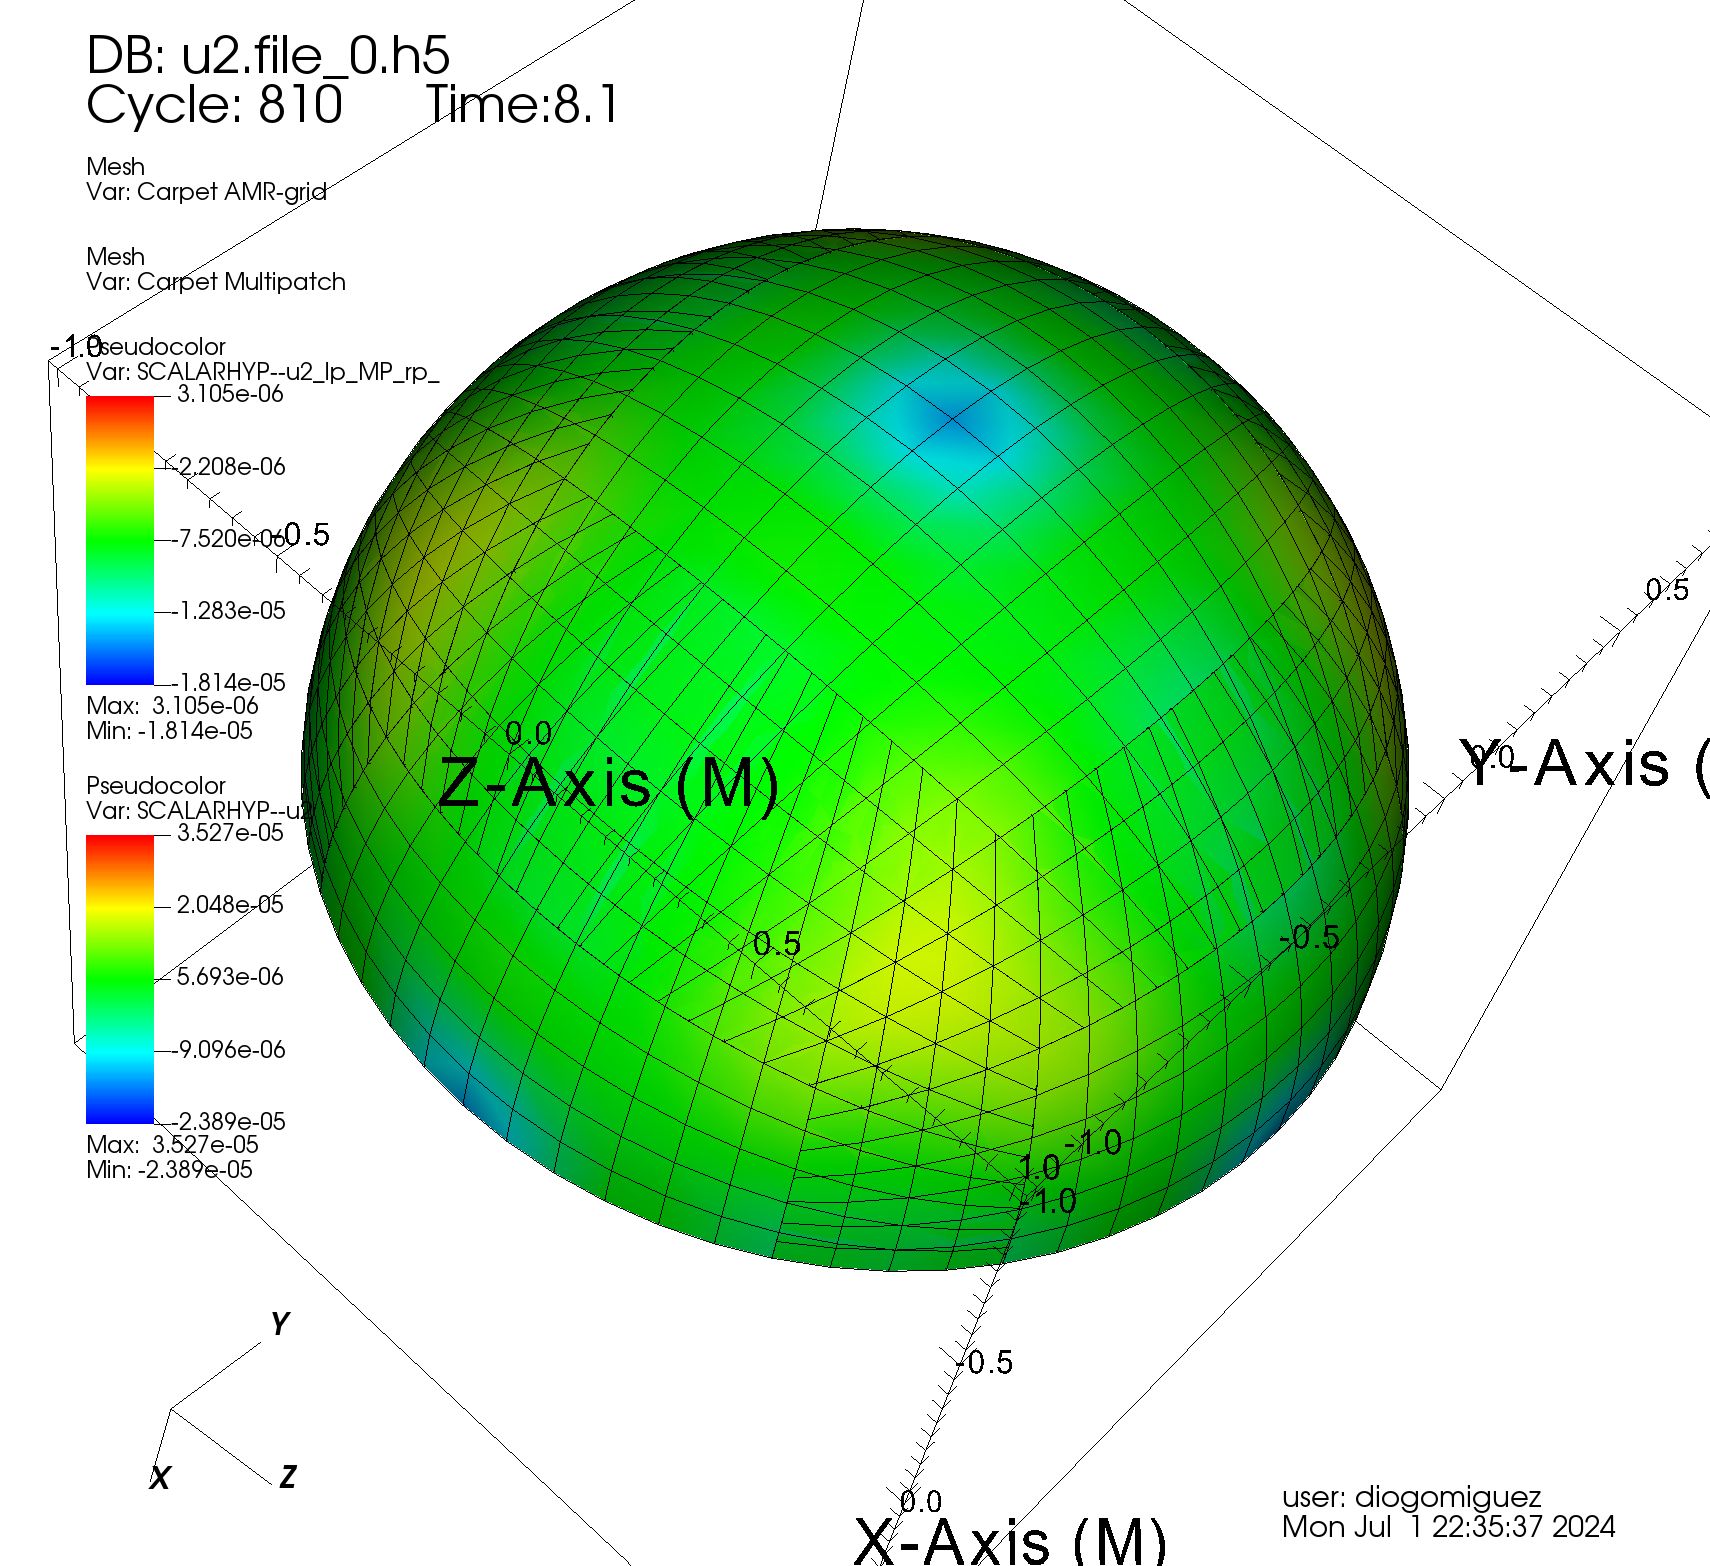 DB: u2.file_0.h5
Cycle: 810 Time:8.1
Mesh
Var: Carpet AMR-grid
Mesh
Var: Carpet Multipatch
-1.0
Pseudocolor
Var: SCALARHYP--u2_lp_MP_rp_
3.105e-06
-2.208e-06
-7.520e-06
-1.283e-05
-1.814e-05
Max: 3.105e-06
Min: -1.814e-05
-0.5
0.0
Z-Axis (M)
0.5
1.0
Pseudocolor
Var: SCALARHYP--u2
3.527e-05
2.048e-05
5.693e-06
-9.096e-06
-2.389e-05
Max: 3.527e-05
Min: -2.389e-05
0.5
0.0
Y-Axis (
-0.5
-1.0
-1.0
-0.5
0.0
X-Axis (M)
Y
X
Z
user: diogomiguez
Mon Jul 1 22:35:37 2024